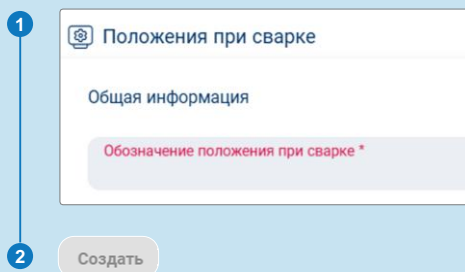 1
Положения при сварке
Общая информация
Обозначение положения при сварке *
2
Создать